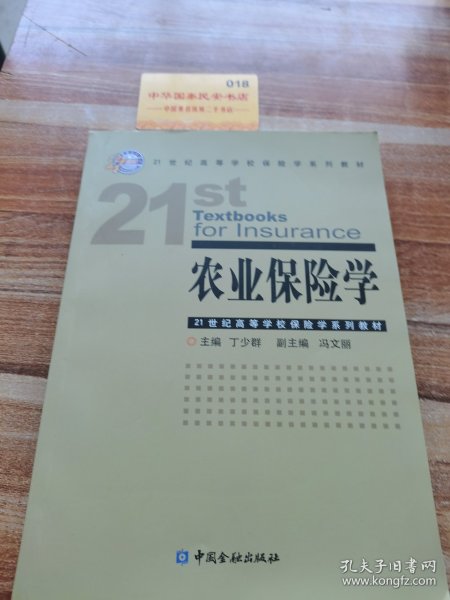 018
中华国泰民安书店
21世纪高等学校保险学系列教材
21st
Textbooks
for Insurance
农业保险学
21世纪高等学校保险学系列教材
主编 丁少群 副主编 冯文丽
中国金融出版社
孔夫子旧书网
www.kongfz.com